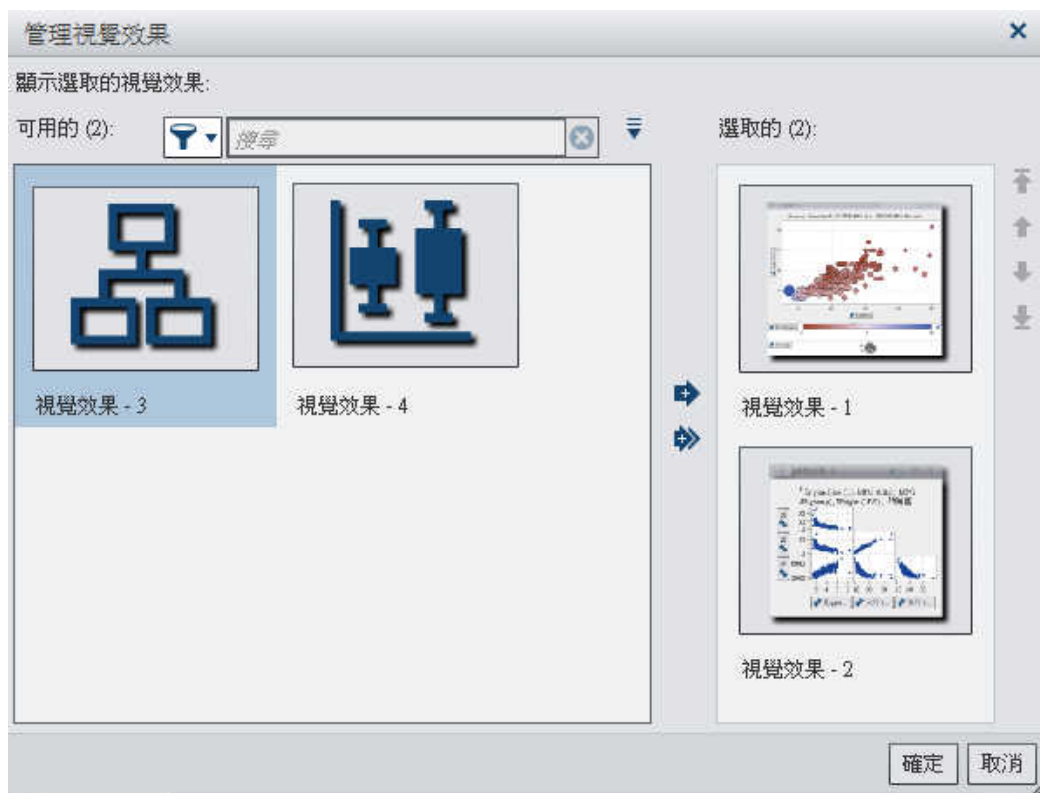 管理視覺效果
顯示選取的視覺效果:
可用的 (2):
搜尋
選取的 (2):
視覺效果 - 3
視覺效果 - 4
視覺效果 - 1
視覺效果 - 2
確定
取消